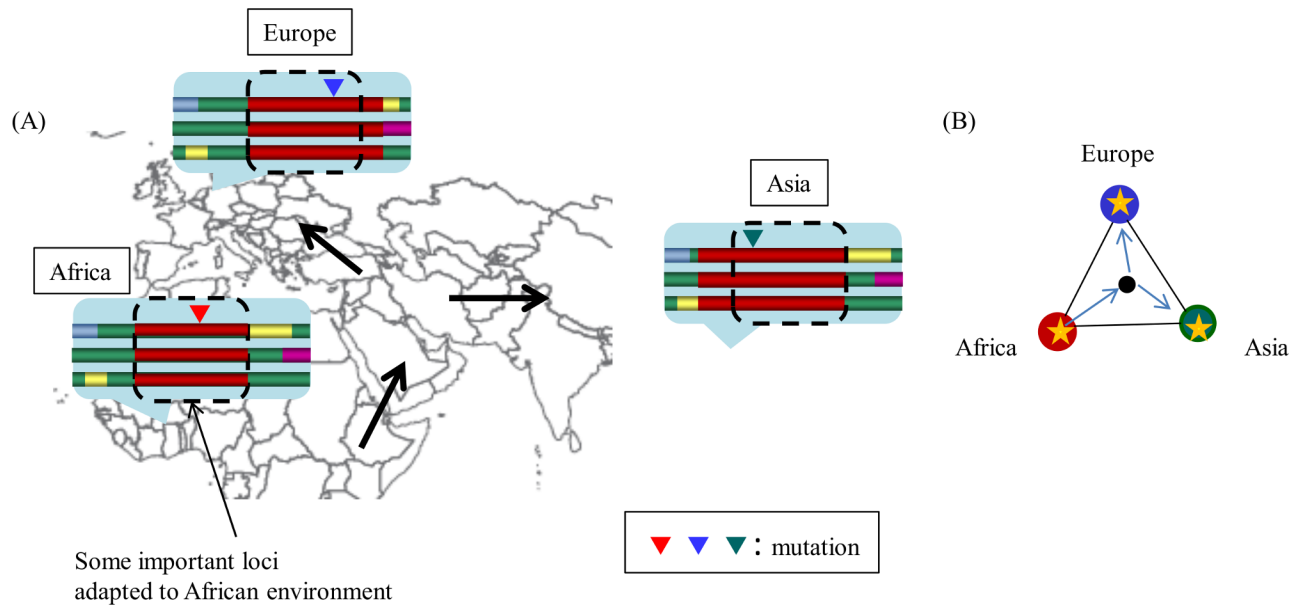 (A)
Europe
Africa
Asia
Some important loci
adapted to African environment
: mutation
(B)
Europe
Africa
Asia